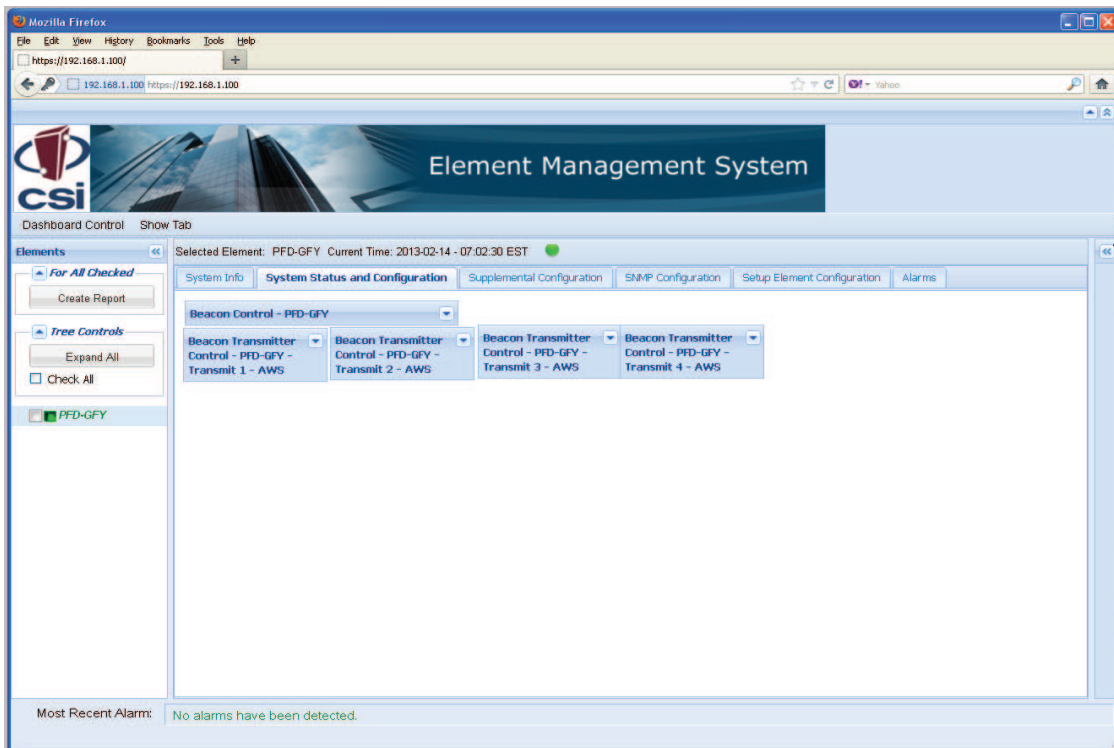 Mozilla Firefox
File Edit View History Bookmarks Tools Help
https://192.168.1.100/ +
192.168.1.100 https://192.168.1.100 Yahoo
csi
Element Management System
Dashboard Control Show Tab
Elements
For All Checked
Create Report
Tree Controls
Expand All
Check All
PFD-GFY
Selected Element: PFD-GFY Current Time: 2013-02-14 - 07:02:30 EST
System Info System Status and Configuration Supplemental Configuration SNMP Configuration Setup Element Configuration Alarms
Beacon Control - PFD-GFY
Beacon Transmitter
Control - PFD-GFY -
Transmit 1 - AWS
Beacon Transmitter
Control - PFD-GFY -
Transmit 2 - AWS
Beacon Transmitter
Control - PFD-GFY -
Transmit 3 - AWS
Beacon Transmitter
Control - PFD-GFY -
Transmit 4 - AWS
Most Recent Alarm: No alarms have been detected.